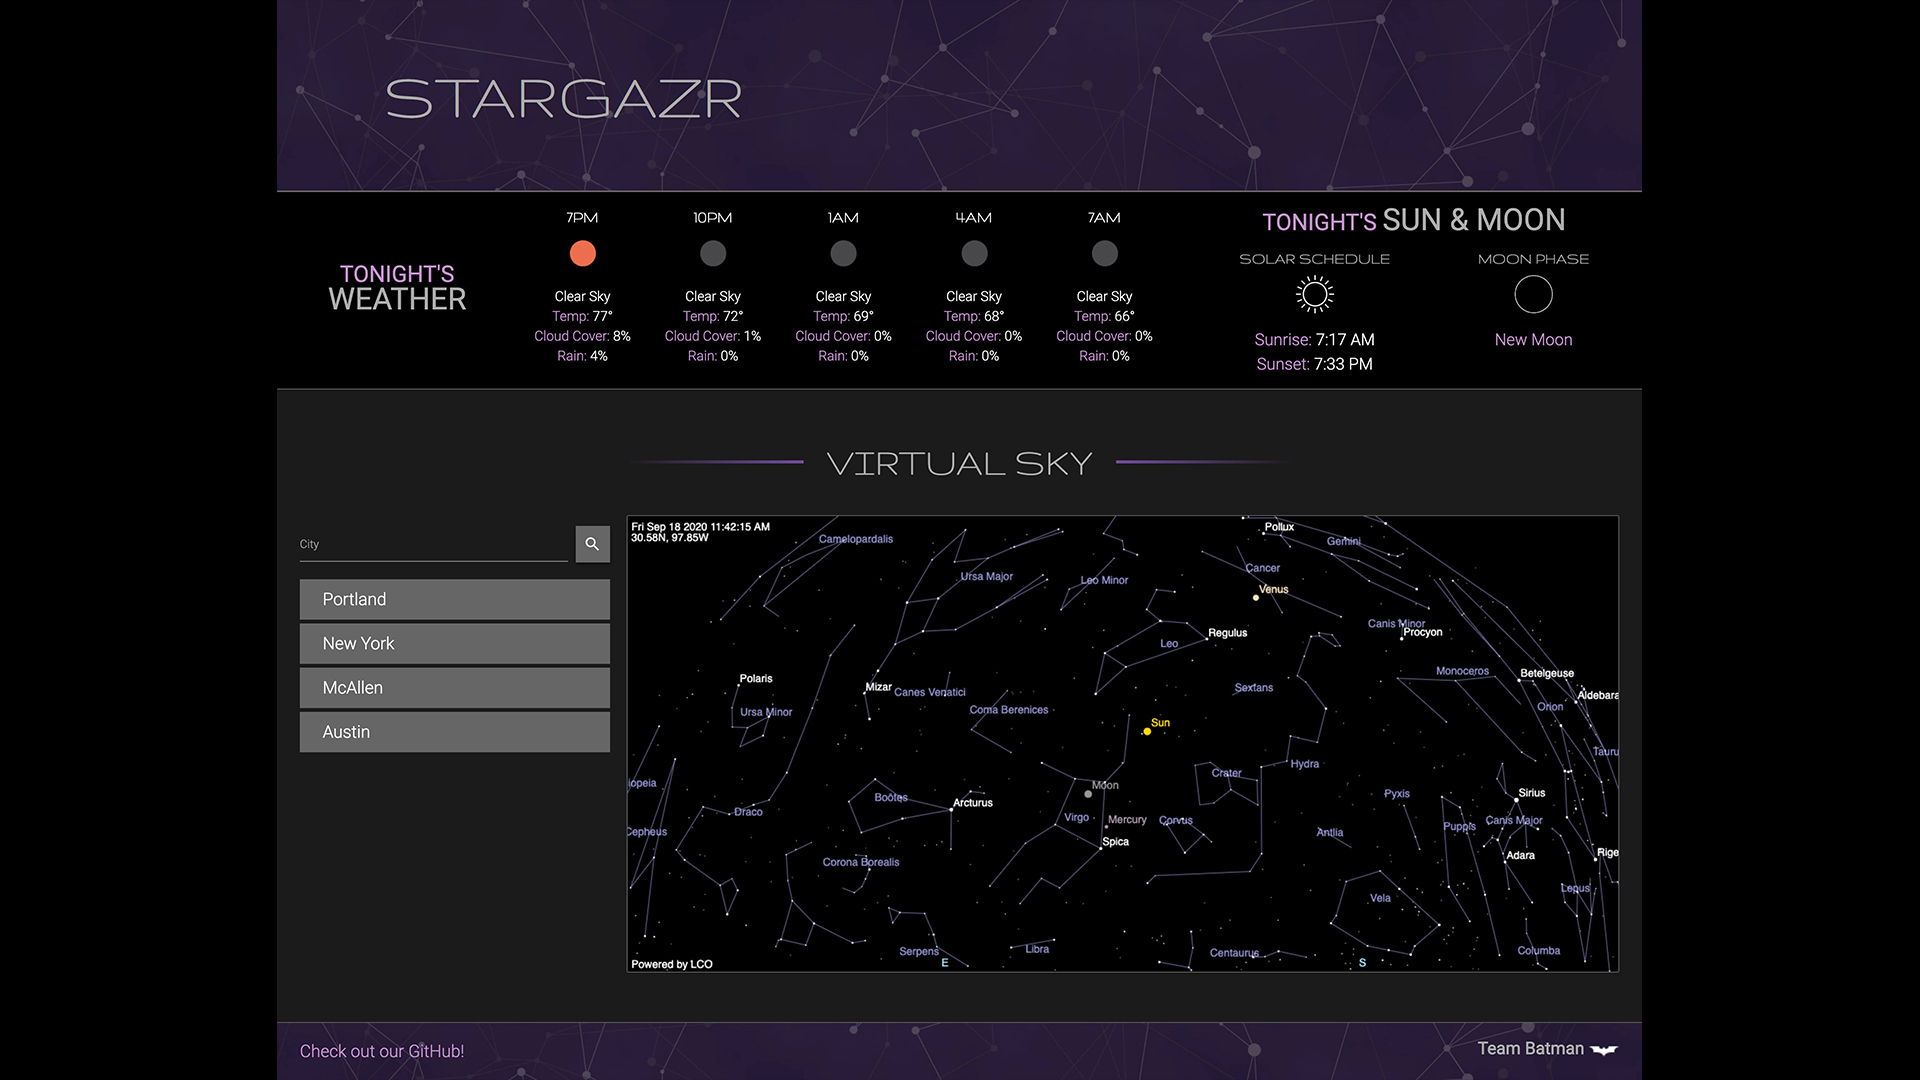 STARGAZR
TONIGHT'S
WEATHER
7PM
Clear Sky
Temp: 77°
Cloud Cover: 8%
Rain: 4%
10PM
Clear Sky
Temp: 72°
Cloud Cover: 1%
Rain: 0%
1AM
Clear Sky
Temp: 69°
Cloud Cover: 0%
Rain: 0%
4AM
Clear Sky
Temp: 68°
Cloud Cover: 0%
Rain: 0%
7AM
Clear Sky
Temp: 66°
Cloud Cover: 0%
Rain: 0%
TONIGHT'S SUN & MOON
SOLAR SCHEDULE
Sunrise: 7:17 AM
Sunset: 7:33 PM
MOON PHASE
New Moon
VIRTUAL SKY
City
Portland
New York
McAllen
Austin
Fri Sep 18 2020 11:42:15 AM
30.58N, 97.85W
Pollux
Camelopardalis
Gemini
Cancer
Ursa Major
Leo Minor
Venus
Canis Minor
Procyon
Regulus
Leo
Monoceros
Betelgeuse
Polaris
Mizar
Canes Venatici
Sextans
Aldebara
Orion
Ursa Minor
Coma Berenices
Sun
Tauru
Hydra
Crater
iopeia
Moon
Pyxis
Sirius
Boötes
Arcturus
Draco
Virgo
Mercury
Corvus
Canis Major
Puppis
Cepheus
Antlia
Spica
Rige
Adara
Corona Borealis
Lepus
Vela
Serpens
Libra
Centaurus
Columba
E
S
Powered by LCO
Check out our GitHub!
Team Batman